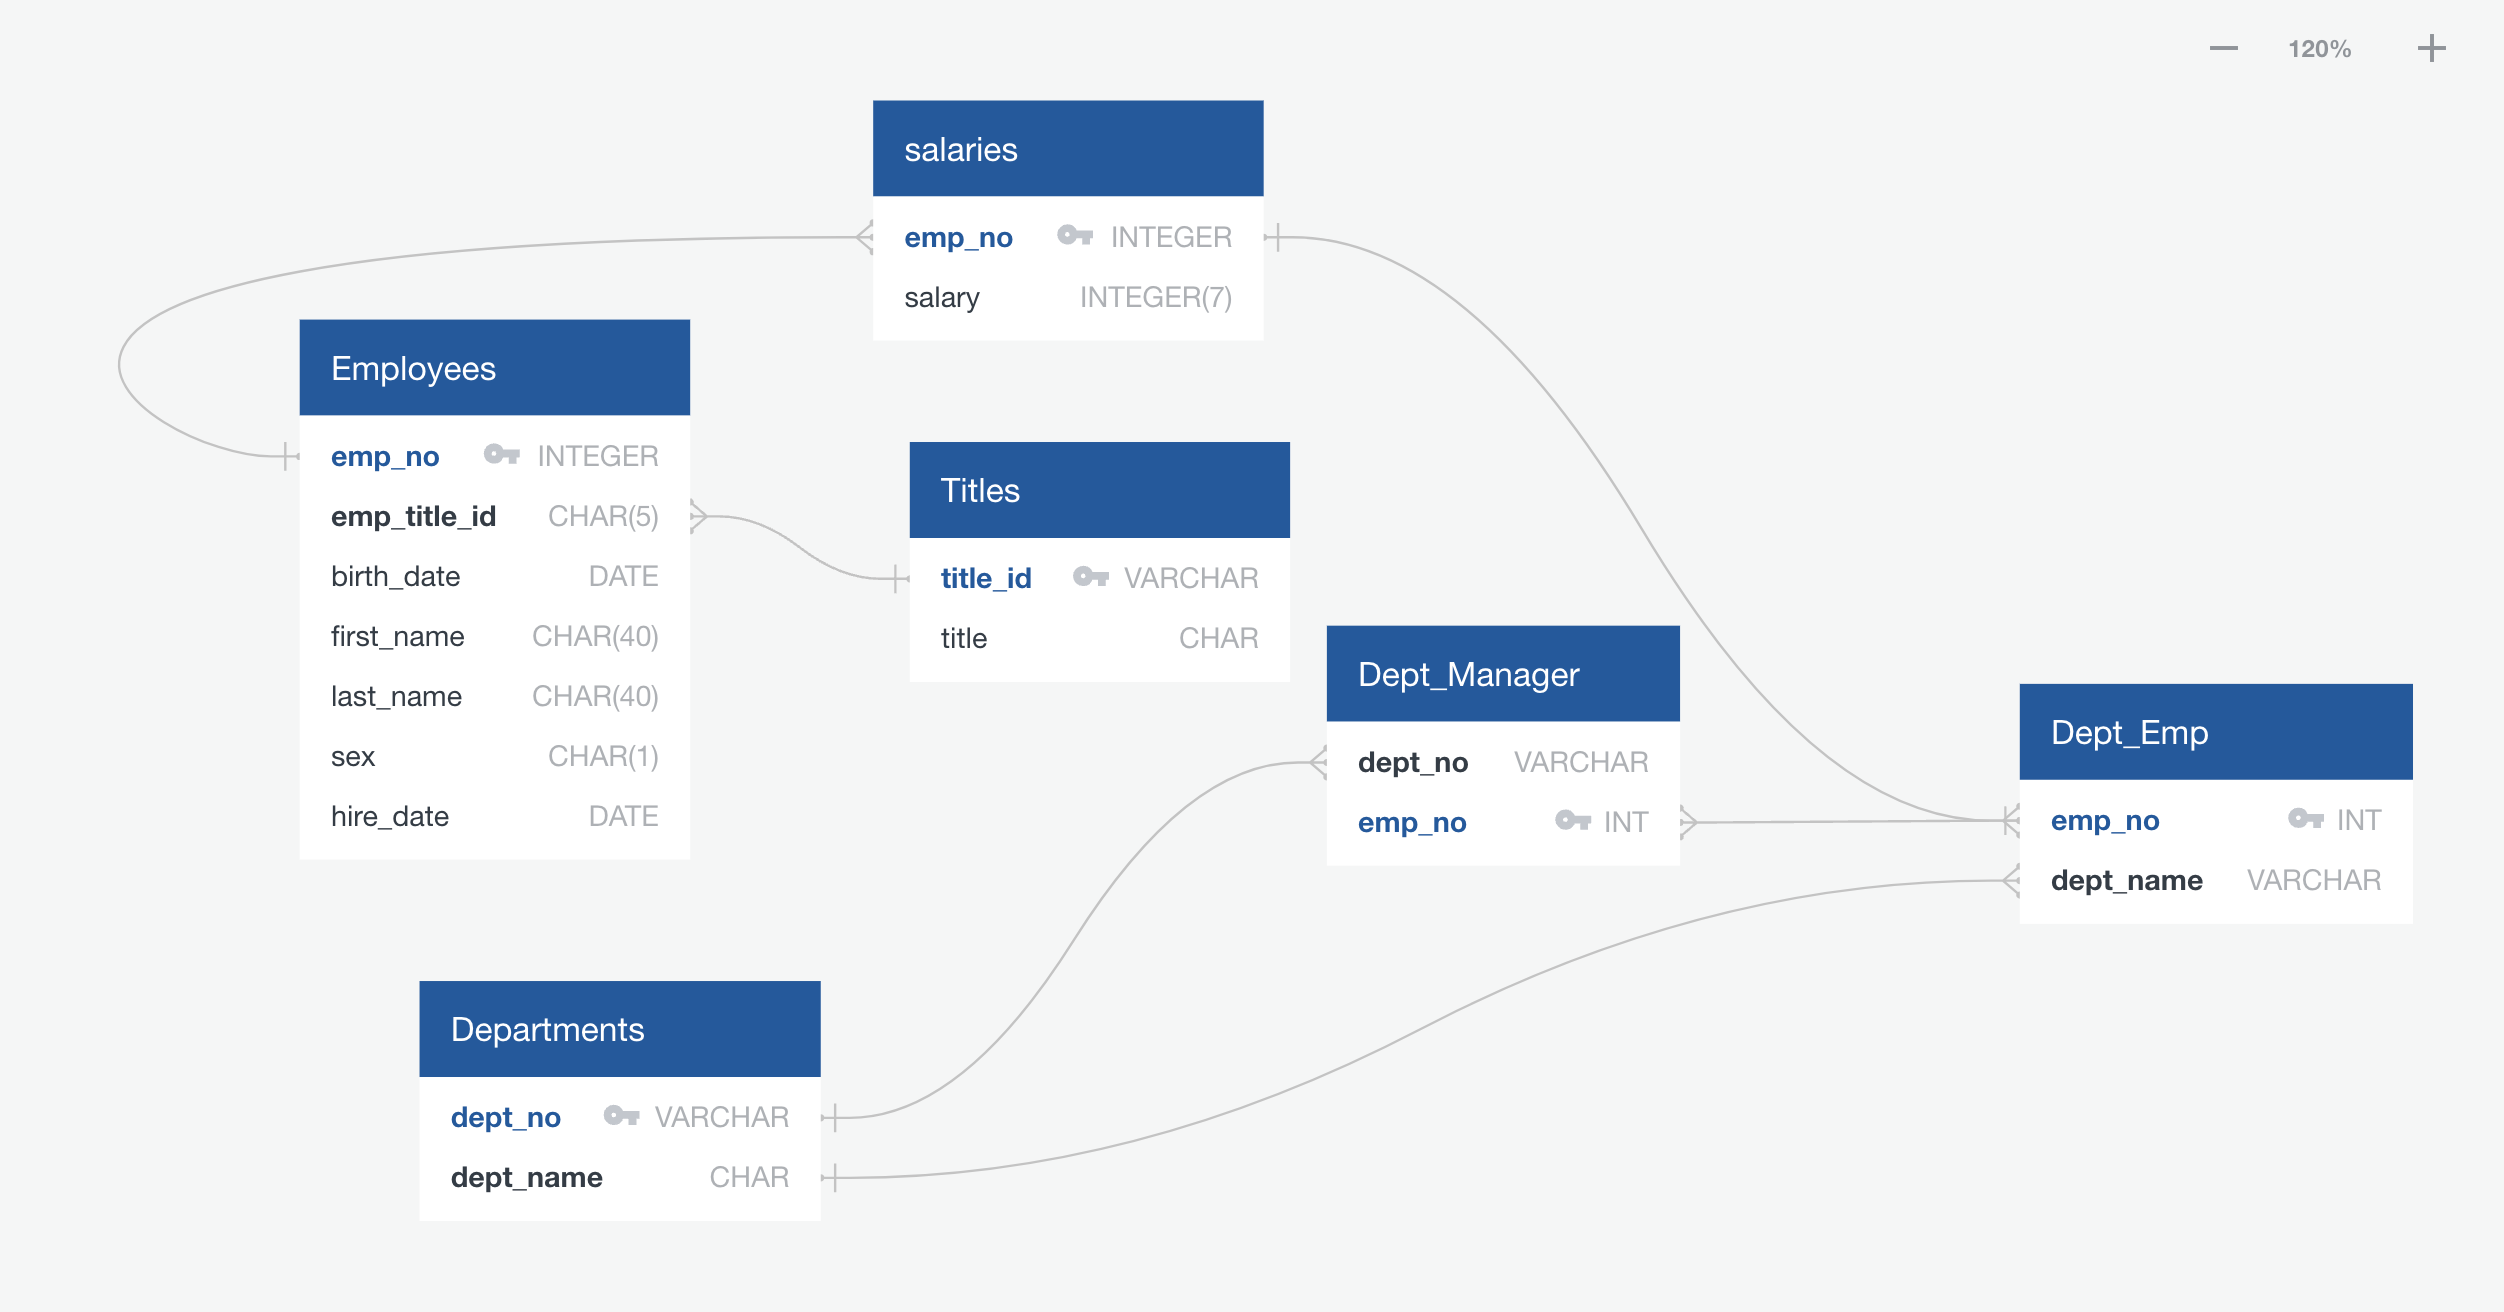 120%
salaries
emp_no INTEGER
salary INTEGER(7)
Employees
emp_no INTEGER
emp_title_id CHAR(5)
birth_date DATE
first_name CHAR(40)
last_name CHAR(40)
sex CHAR(1)
hire_date DATE
Titles
title_id VARCHAR
title CHAR
Dept_Manager
dept_no VARCHAR
emp_no INT
Dept_Emp
emp_no INT
dept_name VARCHAR
Departments
dept_no VARCHAR
dept_name CHAR